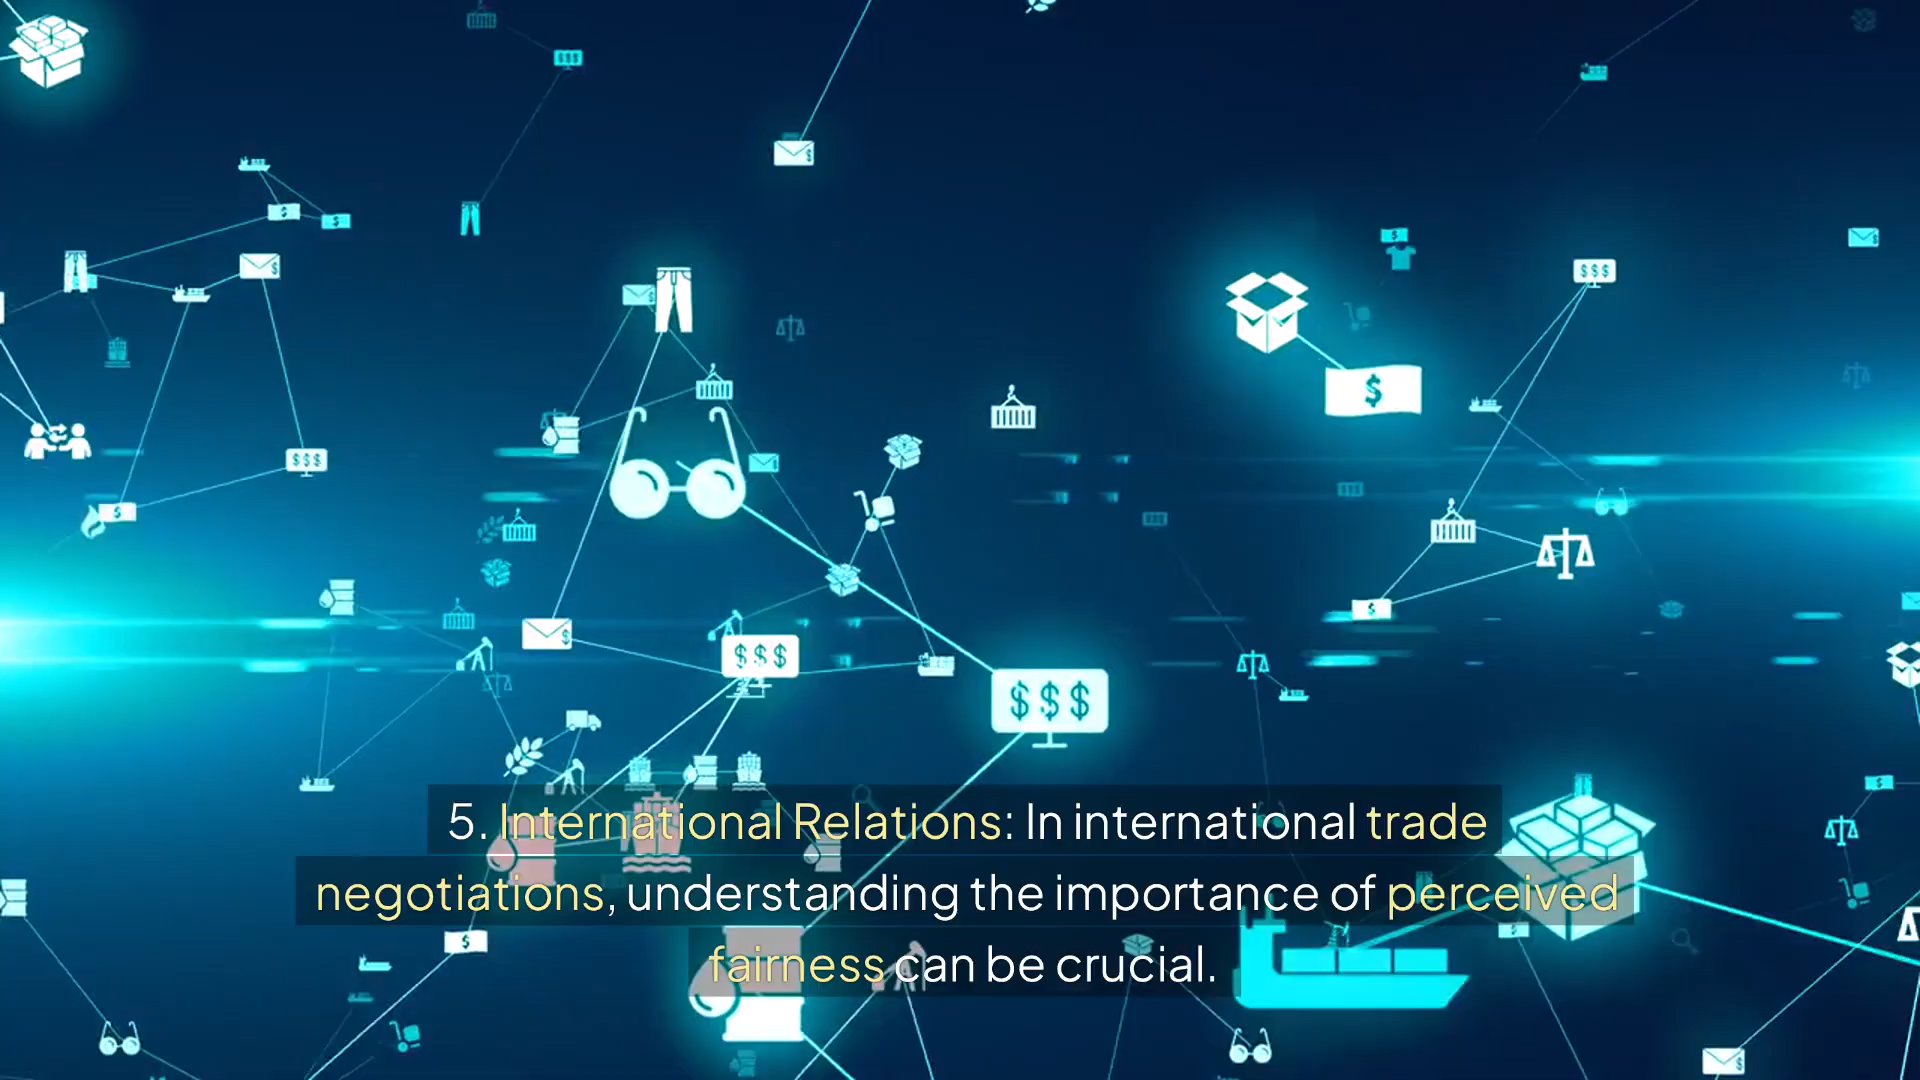 5. International Relations: In international trade
negotiations, understanding the importance of perceived
fairness can be crucial.